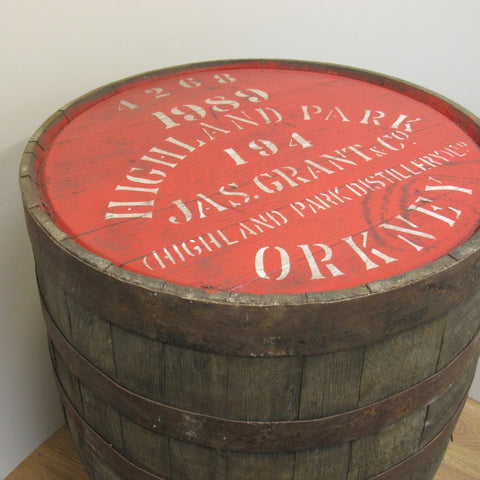 4268
1989
HIGHLAND PARK
194
JAS. GRANT & CO.
(HIGHLAND PARK DISTILLERY) LTD
ORKNEY